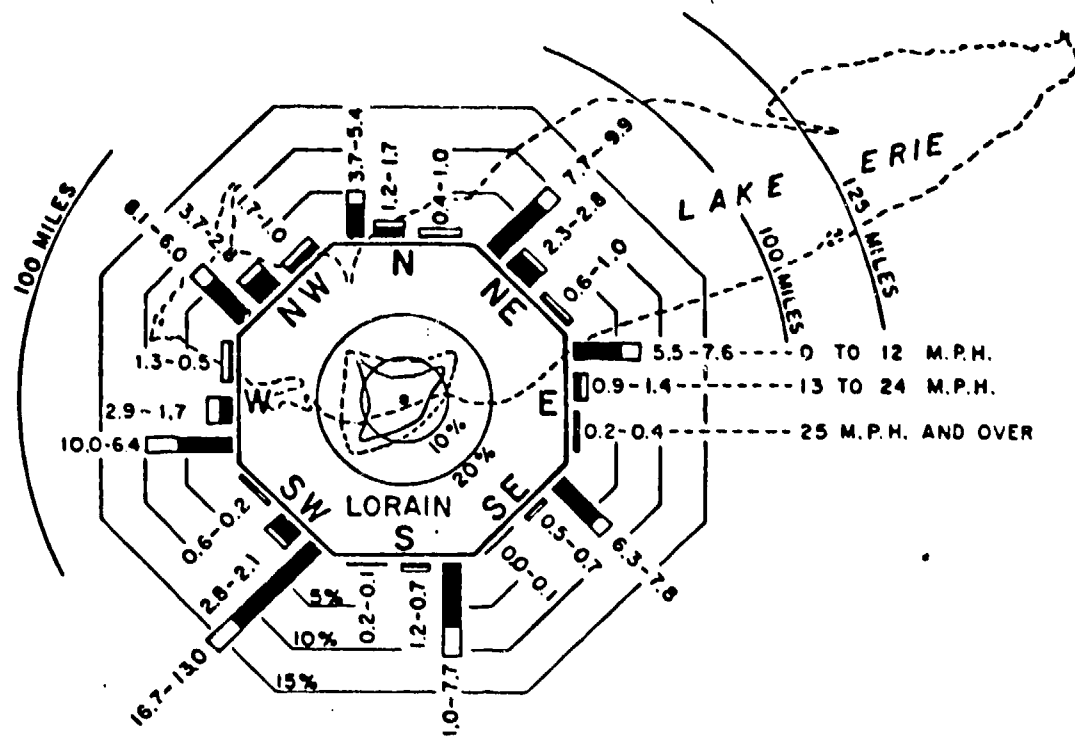 LAKE ERIE
100 MILES
125 MILES
100 MILES
3.7-5.4
1.2-1.7
0.4-1.0
7.7-9.9
2.3-2.8
0.6-1.0
8.1-6.0
1.7-1.0
N
NW
NE
1.3-0.5
5.5-7.6 0 TO 12 M.P.H.
2.9-1.7
W
E
0.9-1.4 13 TO 24 M.P.H.
10.0-6.4
0.2-0.4 25 M.P.H. AND OVER
10%
20%
SW
LORAIN
SE
S
0.6-0.2
2.8-2.1
16.7-13.0
5%
10%
15%
0.2-0.1
1.2-0.7
1.0-7.7
0.0-0.1
0.5-0.7
6.3-7.8